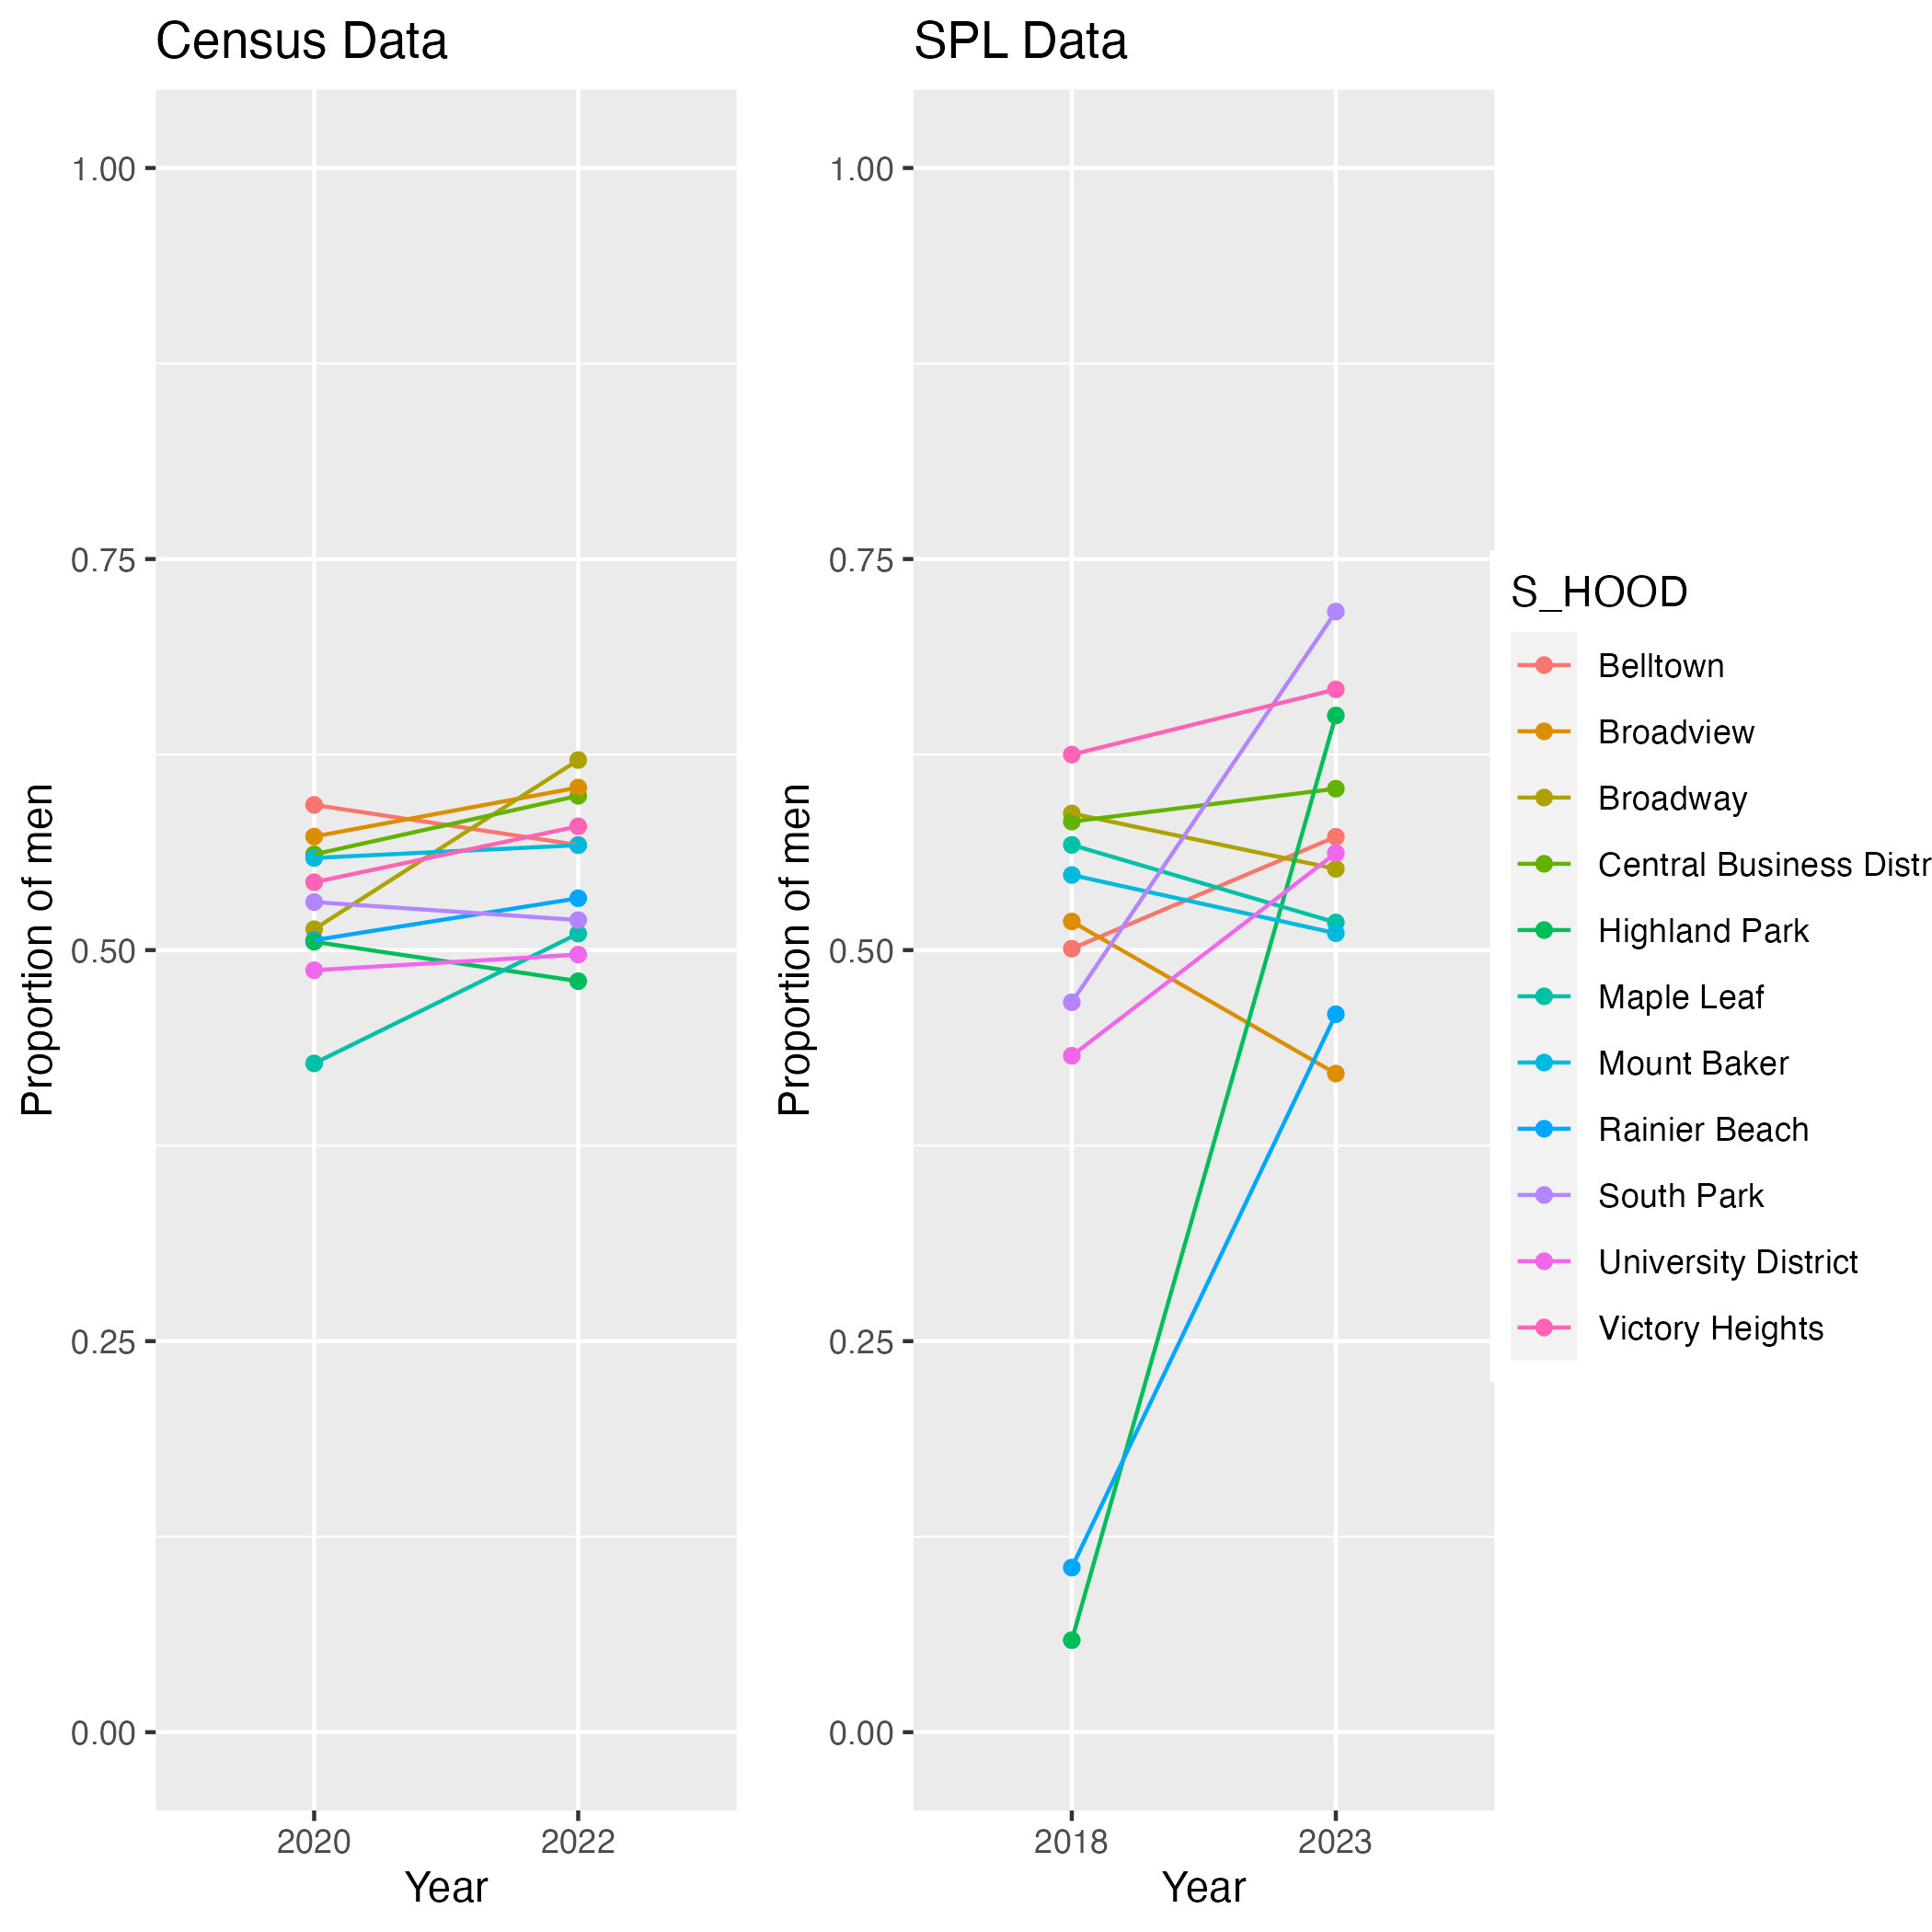 Census Data
SPL Data
Proportion of men
1.00
0.75
0.50
0.25
0.00
2020
2022
Year
Proportion of men
1.00
0.75
0.50
0.25
0.00
2018
2023
Year
S_HOOD
Belltown
Broadview
Broadway
Central Business Distr
Highland Park
Maple Leaf
Mount Baker
Rainier Beach
South Park
University District
Victory Heights